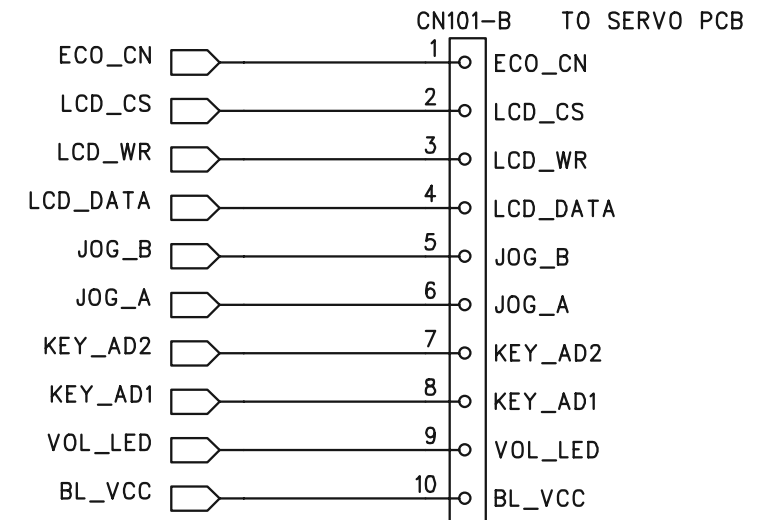 CN101-B TO SERVO PCB
ECO_CN 1 ECO_CN
LCD_CS 2 LCD_CS
LCD_WR 3 LCD_WR
LCD_DATA 4 LCD_DATA
JOG_B 5 JOG_B
JOG_A 6 JOG_A
KEY_AD2 7 KEY_AD2
KEY_AD1 8 KEY_AD1
VOL_LED 9 VOL_LED
BL_VCC 10 BL_VCC